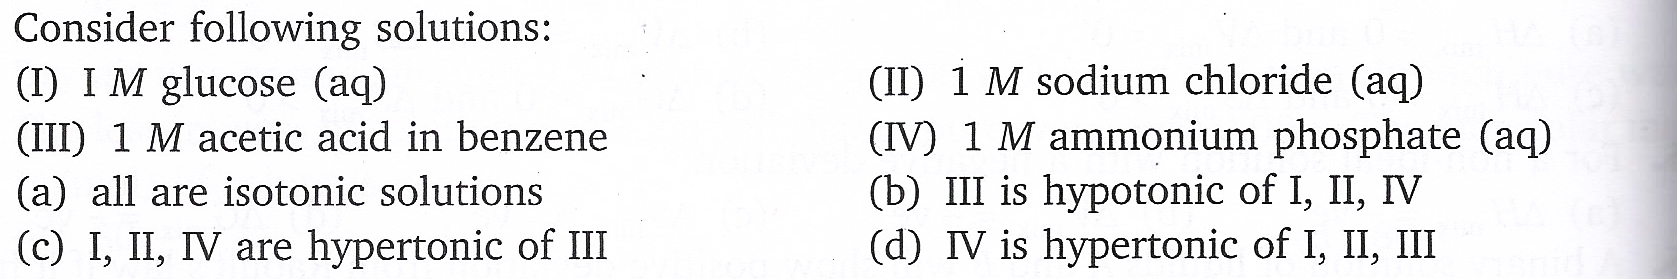 Consider following solutions:
(I) I M glucose (aq)
(II) 1 M sodium chloride (aq)
(III) 1 M acetic acid in benzene
(IV) 1 M ammonium phosphate (aq)
(a) all are isotonic solutions
(b) III is hypotonic of I, II, IV
(c) I, II, IV are hypertonic of III
(d) IV is hypertonic of I, II, III